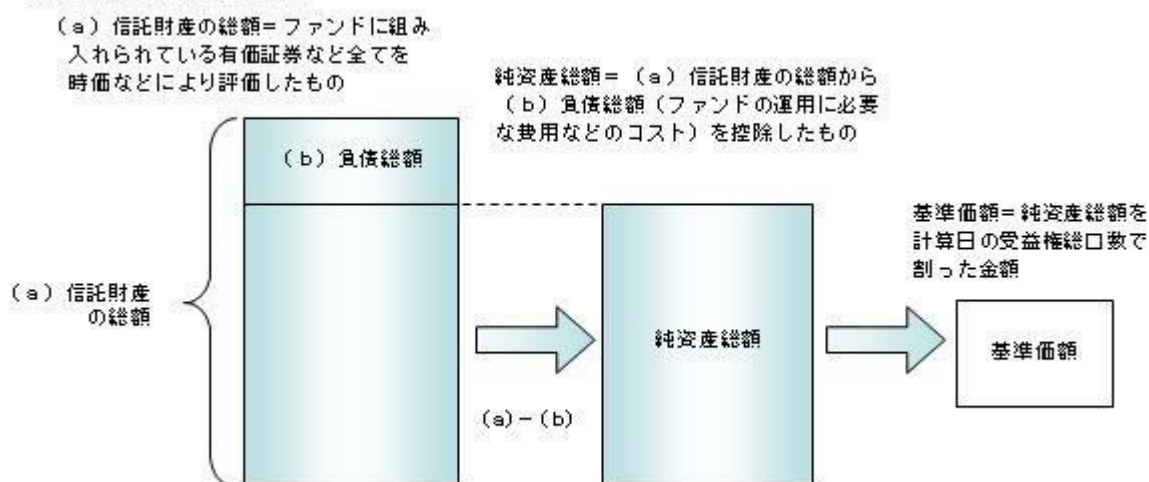 （a）信託財産の総額＝ファンドに組み
入れられている有価証券など全てを
時価などにより評価したもの
純資産総額＝（a）信託財産の総額から
（b）負債総額（ファンドの運用に必要
な費用などのコスト）を控除したもの
（b）負債総額
基準価額＝純資産総額を
計算日の受益権総口数で
割った金額
（a）信託財産
の総額
純資産総額
基準価額
（a）－（b）